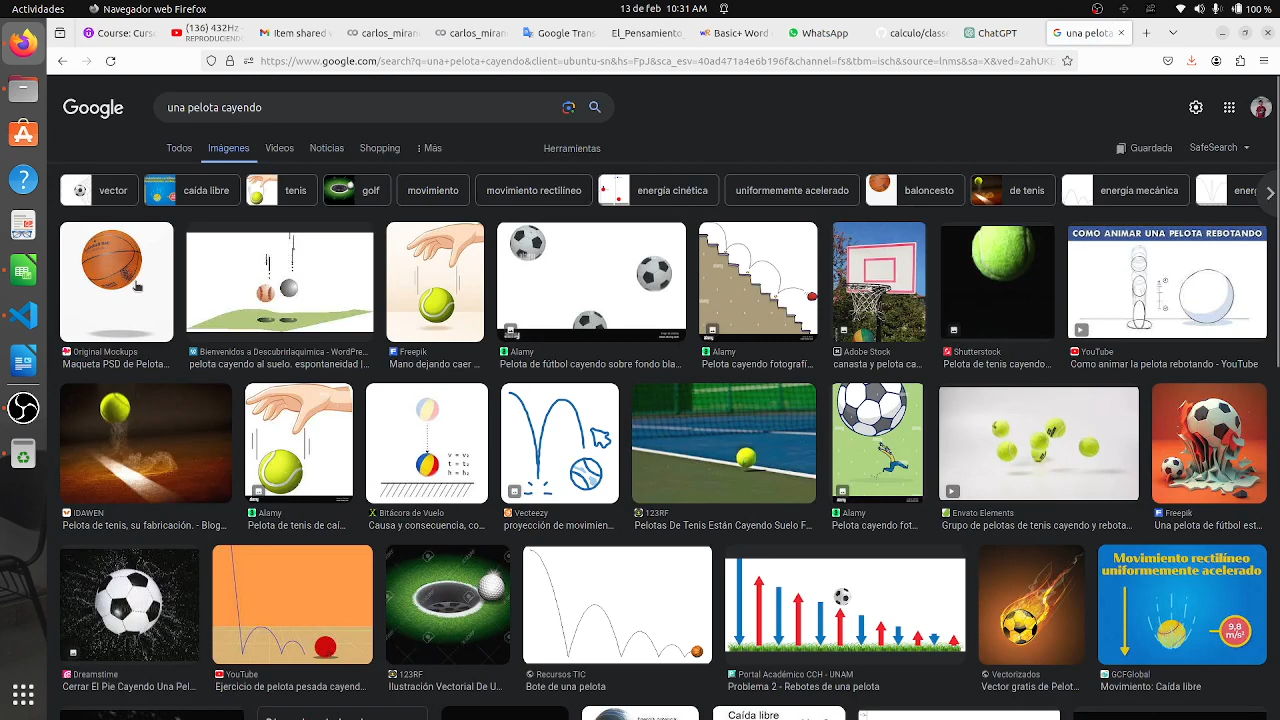 Actividades
Navegador web Firefox
13 de feb 10:31 AM
100 %
Course: Curso
(136) 432Hz -
REPRODUCIENDO
Item shared w
carlos_miran
carlos_miran
Google Trans
El_Pensamiento_
Basic+ Word
WhatsApp
calculo/classe
ChatGPT
una pelota
https://www.google.com/search?q=una+pelota+cayendo&client=ubuntu-sn&hs=FpJ&sca_esv=40ad471a4e6b196f&channel=fs&tbm=isch&source=lnms&sa=X&ved=2ahUKE
Google
una pelota cayendo
Todos
Imágenes
Videos
Noticias
Shopping
Más
Herramientas
Guardada
SafeSearch
vector
caída libre
tenis
golf
movimiento
movimiento rectilíneo
energía cinética
uniformemente acelerado
baloncesto
de tenis
energía mecánica
energ
COMO ANIMAR UNA PELOTA REBOTANDO
Original Mockups
Maqueta PSD de Pelota...
Bienvenidos a DescubrirlaquimIca - WordPre...
pelota cayendo al suelo. espontaneidad |...
Freepik
Mano dejando caer ...
Alamy
Pelota de fútbol cayendo sobre fondo bla...
Alamy
Pelota cayendo fotografí...
Adobe Stock
canasta y pelota ca...
Shutterstock
Pelota de tenis cayendo...
YouTube
Como animar la pelota rebotando - YouTube
IDAWEN
Pelota de tenis, su fabricación. - Blog...
Alamy
Pelota de tenis de caí...
Bitácora de Vuelo
Causa y consecuencia, co...
Vecteezy
proyección de movimien...
123RF
Pelotas De Tenis Están Cayendo Suelo F...
Alamy
Pelota cayendo fot...
Envato Elements
Grupo de pelotas de tenis cayendo y rebota...
Freepik
Una pelota de fútbol est...
Movimiento rectilíneo
uniformemente acelerado
9,8
m/s²
Dreamstime
Cerrar El Pie Cayendo Una Pel...
YouTube
Ejercicio de pelota pesada cayend...
123RF
Ilustración Vectorial De U...
Recursos TIC
Bote de una pelota
Portal Académico CCH - UNAM
Problema 2 - Rebotes de una pelota
Vectorizados
Vector gratis de Pelot...
GCFGlobal
Movimiento: Caída libre
Caída libre